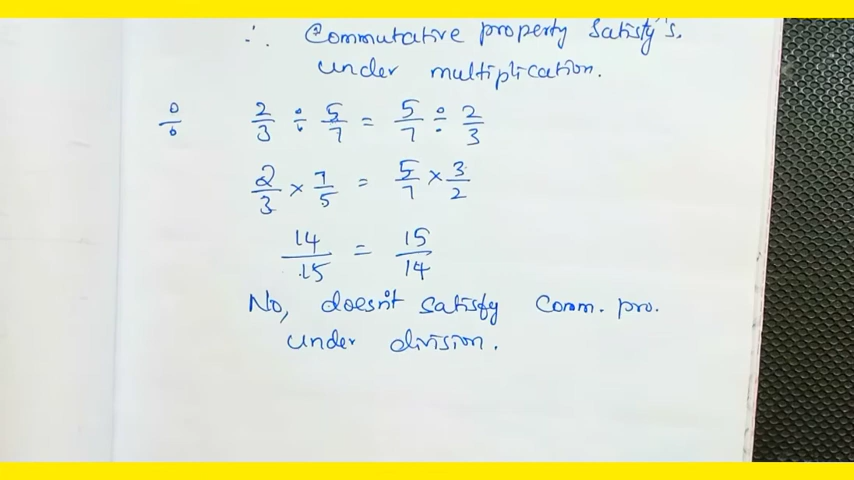 ∴ Commutative property satisfy's.
under multiplication.
÷ 2/3 ÷ 5/7 = 5/7 ÷ 2/3
2/3 × 7/5 = 5/7 × 3/2
14/15 = 15/14
No, doesn't satisfy Comm. pro.
under division.